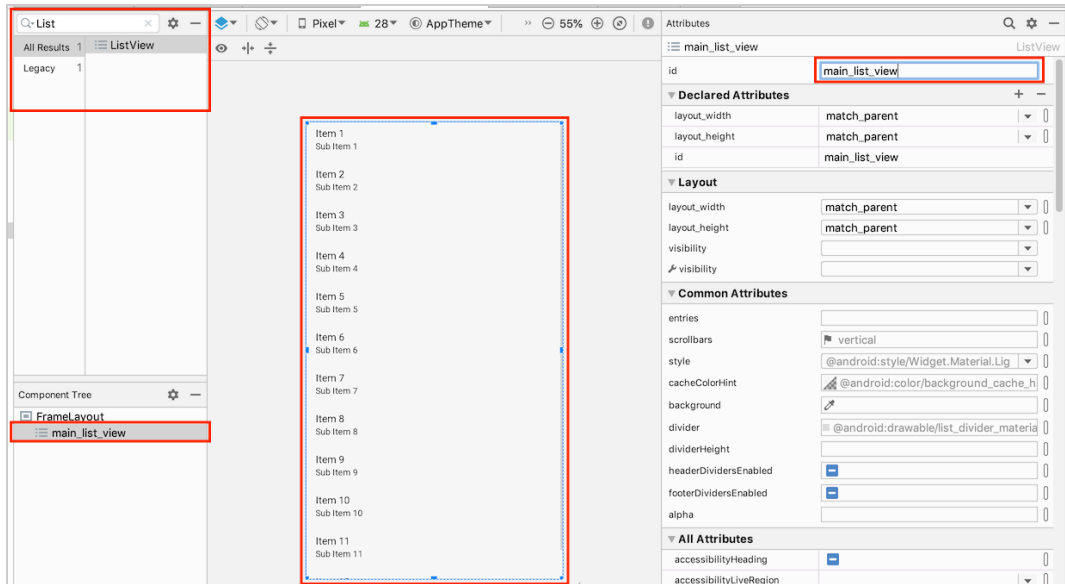 List
Pixel
28
AppTheme
»
55%
Attributes
All Results 1
ListView
Legacy 1
main_list_view
ListView
id
main_list_view
Declared Attributes
layout_width
match_parent
layout_height
match_parent
id
main_list_view
Layout
layout_width
match_parent
layout_height
match_parent
visibility
visibility
Common Attributes
entries
scrollbars
vertical
style
@android:style/Widget.Material.Lig
cacheColorHint
@android:color/background_cache_h
background
divider
@android:drawable/list_divider_materia
dividerHeight
headerDividersEnabled
footerDividersEnabled
alpha
All Attributes
accessibilityHeading
accessibilityLiveRegion
Item 1
Sub Item 1
Item 2
Sub Item 2
Item 3
Sub Item 3
Item 4
Sub Item 4
Item 5
Sub Item 5
Item 6
Sub Item 6
Item 7
Sub Item 7
Item 8
Sub Item 8
Item 9
Sub Item 9
Item 10
Sub Item 10
Item 11
Sub Item 11
Component Tree
FrameLayout
main_list_view